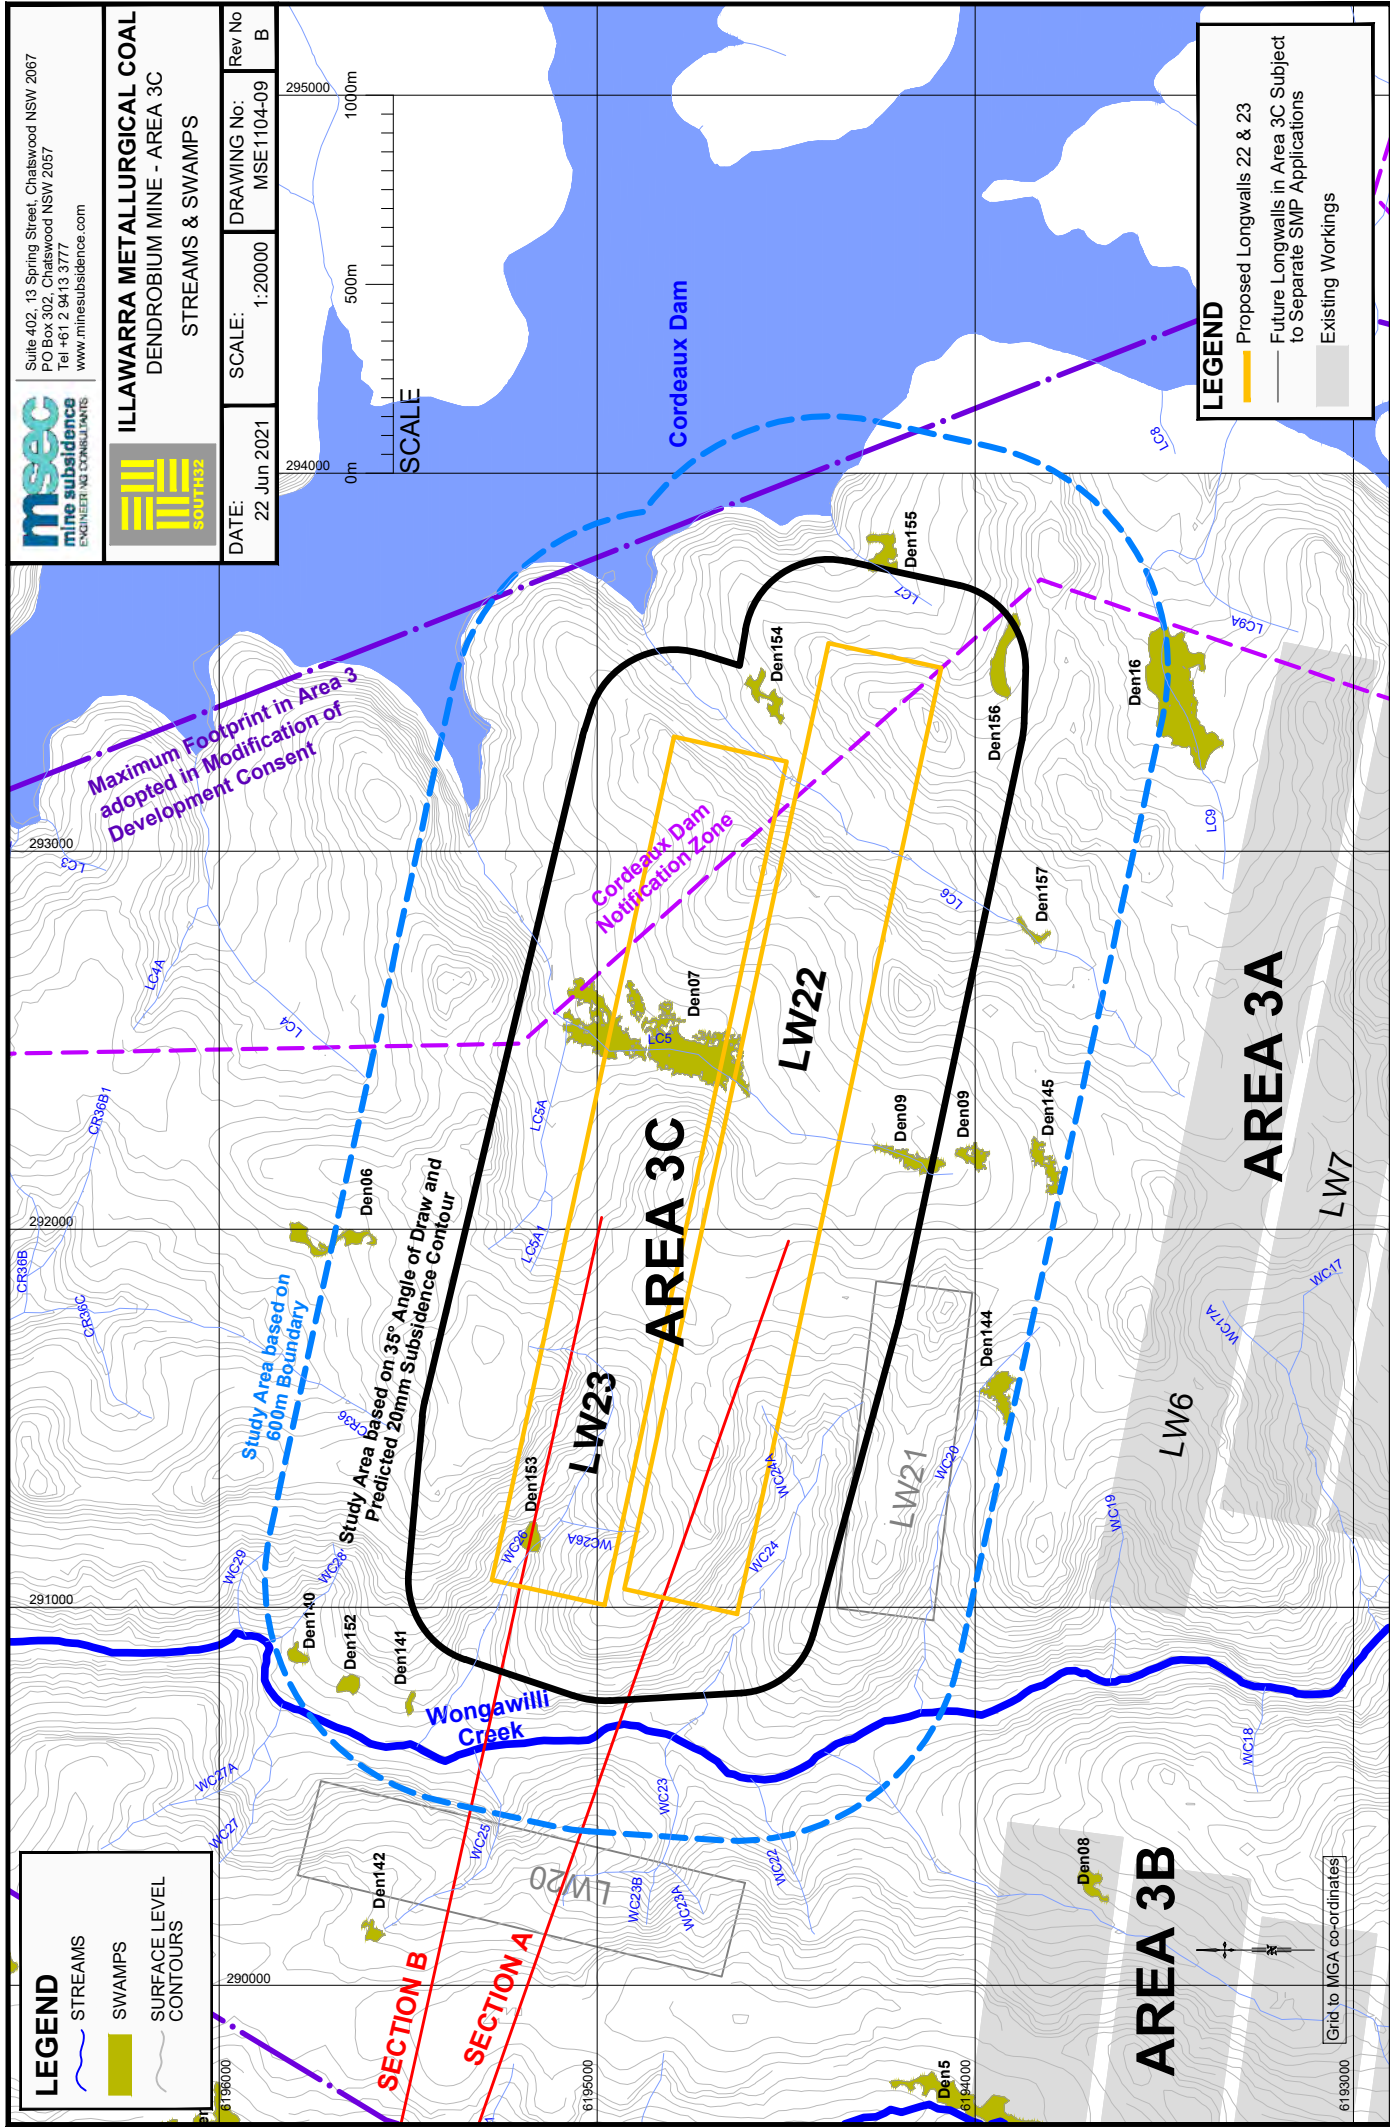 msec
mine subsidence
ENGINEERING CONSULTANTS
Suite 402, 13 Spring Street, Chatswood NSW 2067
PO Box 302, Chatswood NSW 2057
Tel +61 2 9413 3777
www.minesubsidence.com
SOUTH32
ILLAWARRA METALLURGICAL COAL
DENDROBIUM MINE - AREA 3C
STREAMS & SWAMPS
DATE:
22 Jun 2021
SCALE:
1:20000
DRAWING No:
MSE1104-09
Rev No
B
0m
500m
1000m
SCALE
LEGEND
STREAMS
SWAMPS
SURFACE LEVEL
CONTOURS
LEGEND
Proposed Longwalls 22 & 23
Future Longwalls in Area 3C Subject
to Separate SMP Applications
Existing Workings
290000
291000
292000
293000
294000
295000
6196000
6195000
6194000
6193000
Maximum Footprint in Area 3
adopted in Modification of
Development Consent
Cordeaux Dam
Cordeaux Dam
Notification Zone
Study Area based on
600m Boundary
Study Area based on 35° Angle of Draw and
Predicted 20mm Subsidence Contour
Wongawilli
Creek
SECTION B
SECTION A
AREA 3C
AREA 3A
AREA 3B
LW23
LW22
LW21
LW20
LW6
LW7
Den06
Den07
Den09
Den09
Den16
Den08
Den5
Den140
Den141
Den142
Den144
Den145
Den152
Den153
Den154
Den155
Den156
Den157
LC3
LC4
LC4A
LC5
LC5A
LC5A1
LC6
LC7
LC8
LC9
LC9A
CR36
CR36B
CR36B1
CR36C
WC17
WC17A
WC18
WC19
WC20
WC22
WC23
WC23A
WC23B
WC24
WC24A
WC25
WC26
WC26A
WC27
WC27A
WC28
WC29
N
Grid to MGA co-ordinates